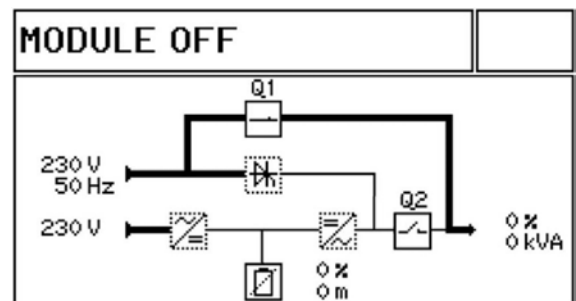 MODULE OFF
Q1
230 V
50 Hz
Q2
230 V
0 %
0 kVA
0 %
0 m